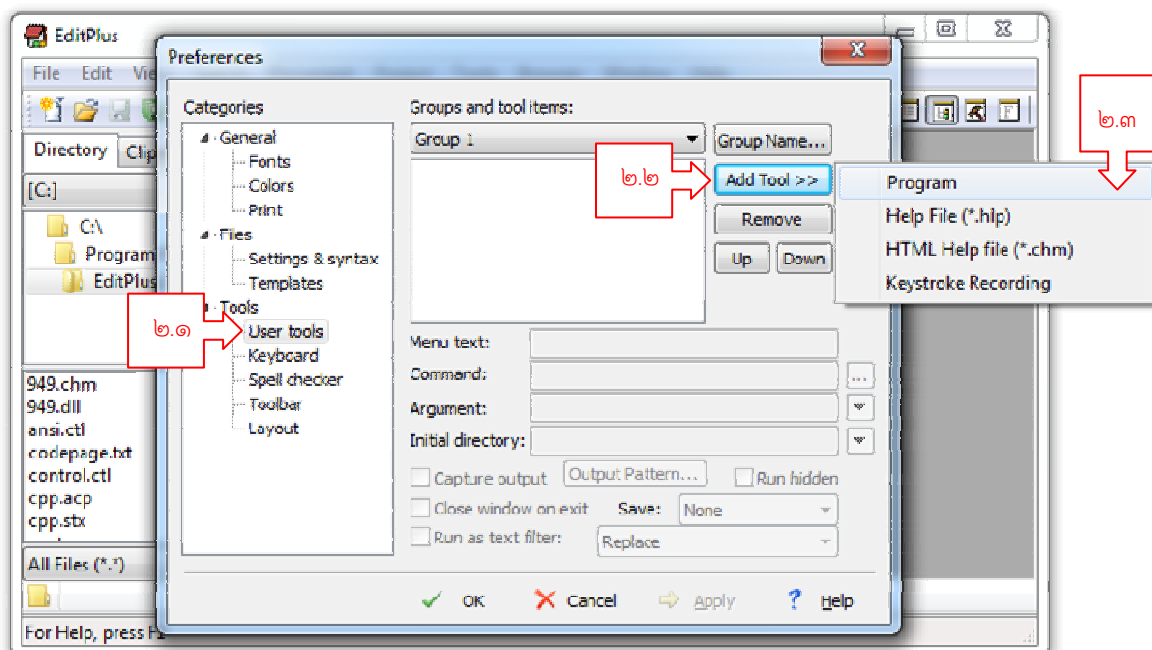 EditPlus
Preferences
File Edit
Categories
General
Fonts
Colors
Print
Files
Settings & syntax
Templates
Tools
User tools
Keyboard
Spell checker
Toolbar
Layout
Groups and tool items:
Group 1
Group Name...
Add Tool >>
Remove
Up Down
Program
Help File (*.hlp)
HTML Help file (*.chm)
Keystroke Recording
๒.๑
๒.๒
๒.๓
Menu text:
Command:
Argument:
Initial directory:
Capture output Output Pattern... Run hidden
Close window on exit Save: None
Run as text filter: Replace
OK Cancel Apply Help
Directory Clip
[C:]
C:\
Program
EditPlus
949.chm
949.dll
ansi.ctl
codepage.txt
control.ctl
cpp.acp
cpp.stx
All Files (*.*)
For Help, press F1